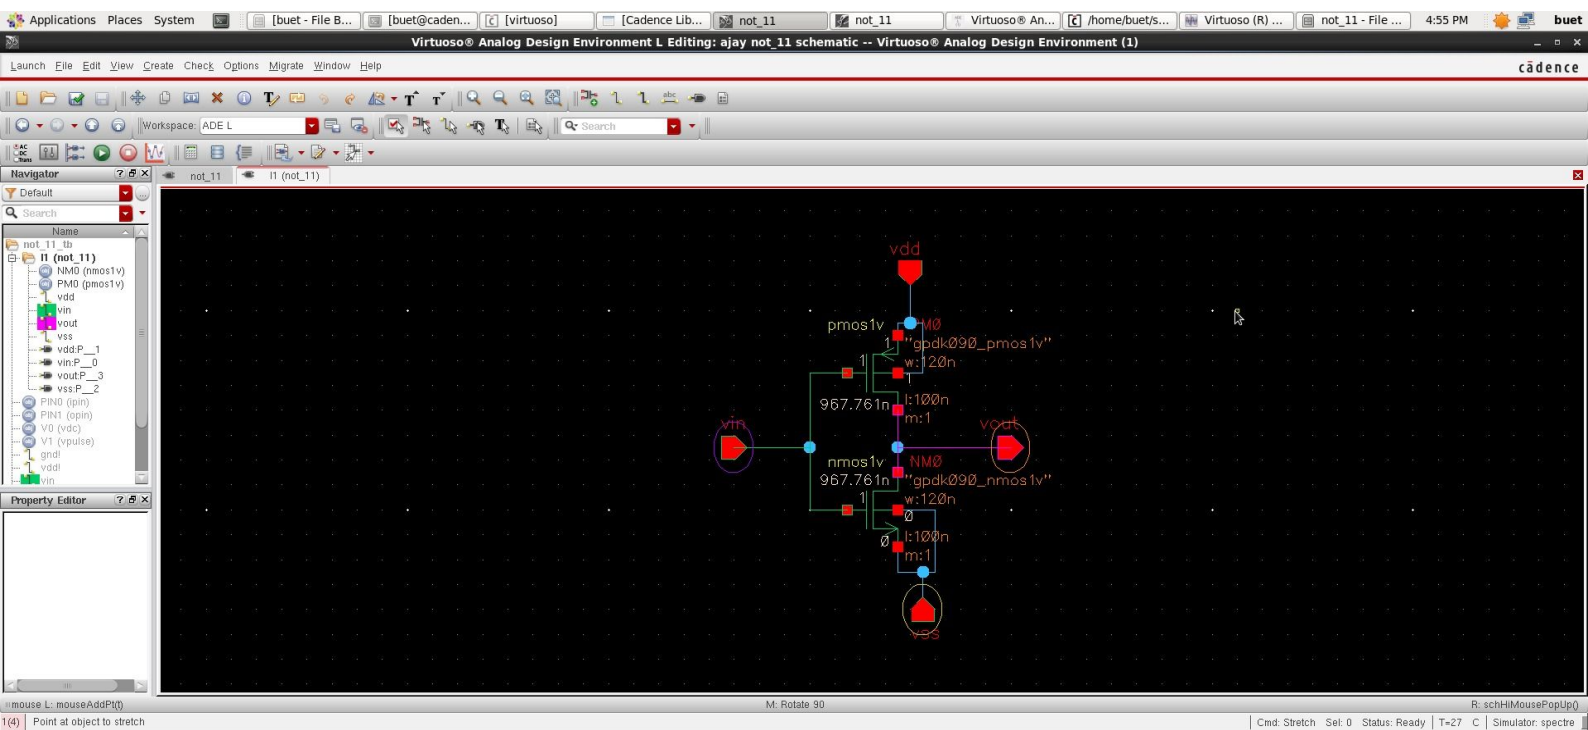 Applications Places System [buet - File B... [buet@caden... [virtuoso] [Cadence Lib... not_11 not_11 Virtuoso® An... /home/buet/s... Virtuoso (R) ... not_11 - File ... 4:55 PM buet
Virtuoso® Analog Design Environment L Editing: ajay not_11 schematic -- Virtuoso® Analog Design Environment (1)
Launch File Edit View Create Check Options Migrate Window Help cādence
Workspace: ADE L Search
Navigator not_11 I1 (not_11)
Default
Search
Name
not_11_tb
I1 (not_11)
NM0 (nmos1v)
PM0 (pmos1v)
vdd
vin
vout
vss
vdd:P__1
vin:P__0
vout:P__3
vss:P__2
PIN0 (ipin)
PIN1 (opin)
V0 (vdc)
V1 (vpulse)
gnd!
vdd!
vin
Property Editor
vdd
pmos1v M0
1 "gpdk090_pmos1v"
1 w:120n
1
967.761n l:100n
m:1
vin vout
nmos1v NM0
967.761n "gpdk090_nmos1v"
1 w:120n
0
0 l:100n
m:1
vss
mouse L: mouseAddPt(t) M: Rotate 90 R: schHiMousePopUp()
1(4) Point at object to stretch Cmd: Stretch Sel: 0 Status: Ready T=27 C Simulator: spectre